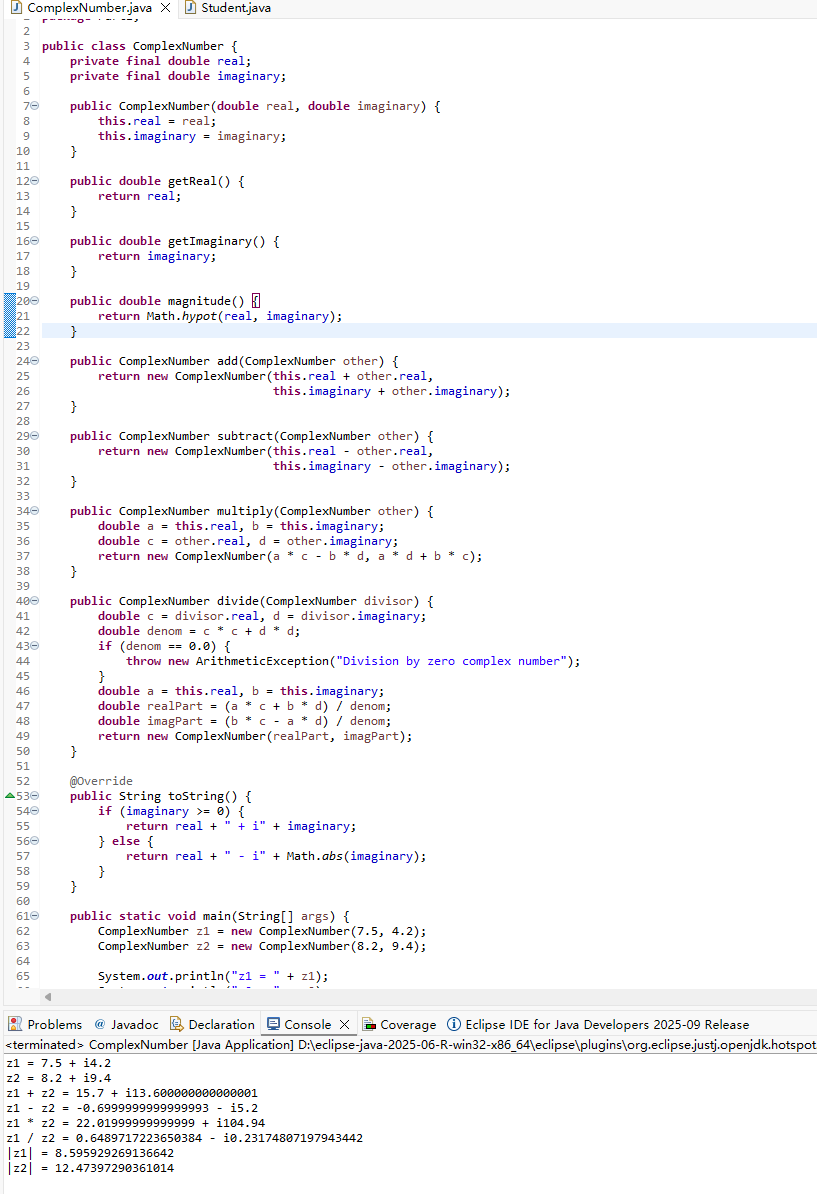 ComplexNumber.java Student.java
2
3 public class ComplexNumber {
4     private final double real;
5     private final double imaginary;
6
7     public ComplexNumber(double real, double imaginary) {
8         this.real = real;
9         this.imaginary = imaginary;
10     }
11
12     public double getReal() {
13         return real;
14     }
15
16     public double getImaginary() {
17         return imaginary;
18     }
19
20     public double magnitude() {
21         return Math.hypot(real, imaginary);
22     }
23
24     public ComplexNumber add(ComplexNumber other) {
25         return new ComplexNumber(this.real + other.real,
26                                  this.imaginary + other.imaginary);
27     }
28
29     public ComplexNumber subtract(ComplexNumber other) {
30         return new ComplexNumber(this.real - other.real,
31                                  this.imaginary - other.imaginary);
32     }
33
34     public ComplexNumber multiply(ComplexNumber other) {
35         double a = this.real, b = this.imaginary;
36         double c = other.real, d = other.imaginary;
37         return new ComplexNumber(a * c - b * d, a * d + b * c);
38     }
39
40     public ComplexNumber divide(ComplexNumber divisor) {
41         double c = divisor.real, d = divisor.imaginary;
42         double denom = c * c + d * d;
43         if (denom == 0.0) {
44             throw new ArithmeticException("Division by zero complex number");
45         }
46         double a = this.real, b = this.imaginary;
47         double realPart = (a * c + b * d) / denom;
48         double imagPart = (b * c - a * d) / denom;
49         return new ComplexNumber(realPart, imagPart);
50     }
51
52     @Override
53     public String toString() {
54         if (imaginary >= 0) {
55             return real + " + i" + imaginary;
56         } else {
57             return real + " - i" + Math.abs(imaginary);
58         }
59     }
60
61     public static void main(String[] args) {
62         ComplexNumber z1 = new ComplexNumber(7.5, 4.2);
63         ComplexNumber z2 = new ComplexNumber(8.2, 9.4);
64
65         System.out.println("z1 = " + z1);
Problems @ Javadoc Declaration Console Coverage Eclipse IDE for Java Developers 2025-09 Release
<terminated> ComplexNumber [Java Application] D:\eclipse-java-2025-06-R-win32-x86_64\eclipse\plugins\org.eclipse.justj.openjdk.hotspot
z1 = 7.5 + i4.2
z2 = 8.2 + i9.4
z1 + z2 = 15.7 + i13.600000000000001
z1 - z2 = -0.6999999999999993 - i5.2
z1 * z2 = 22.01999999999999 + i104.94
z1 / z2 = 0.6489717223650384 - i0.23174807197943442
|z1| = 8.595929269136642
|z2| = 12.47397290361014